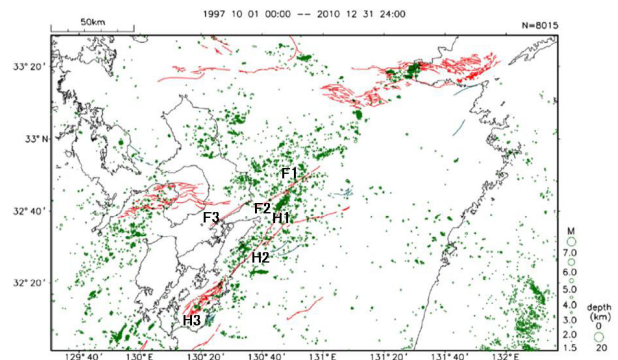 1997 10 01 00:00 -- 2010 12 31 24:00
50km
N=8015
33°20'
33°N
32°40'
32°20'
F1
F2
F3
H1
H2
H3
129°40'
130°E
130°20'
130°40'
131°E
131°20'
131°40'
132°E
M
7.0
6.0
5.0
4.0
3.0
2.0
1.5
depth
(km)
0
20